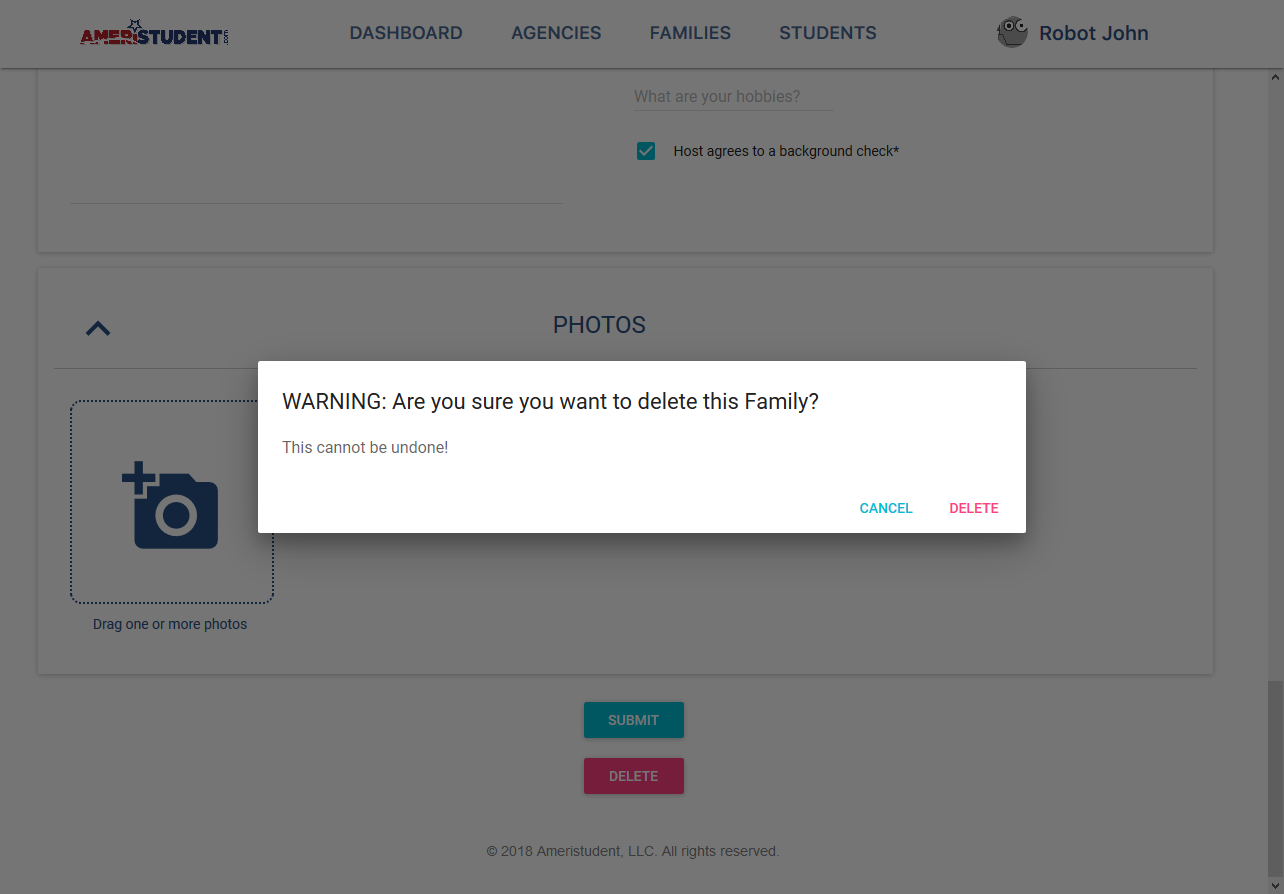 AMERISTUDENT.COM
DASHBOARD AGENCIES FAMILIES STUDENTS Robot John
What are your hobbies?
Host agrees to a background check*
PHOTOS
WARNING: Are you sure you want to delete this Family?
This cannot be undone!
CANCEL DELETE
Drag one or more photos
SUBMIT
DELETE
© 2018 Ameristudent, LLC. All rights reserved.